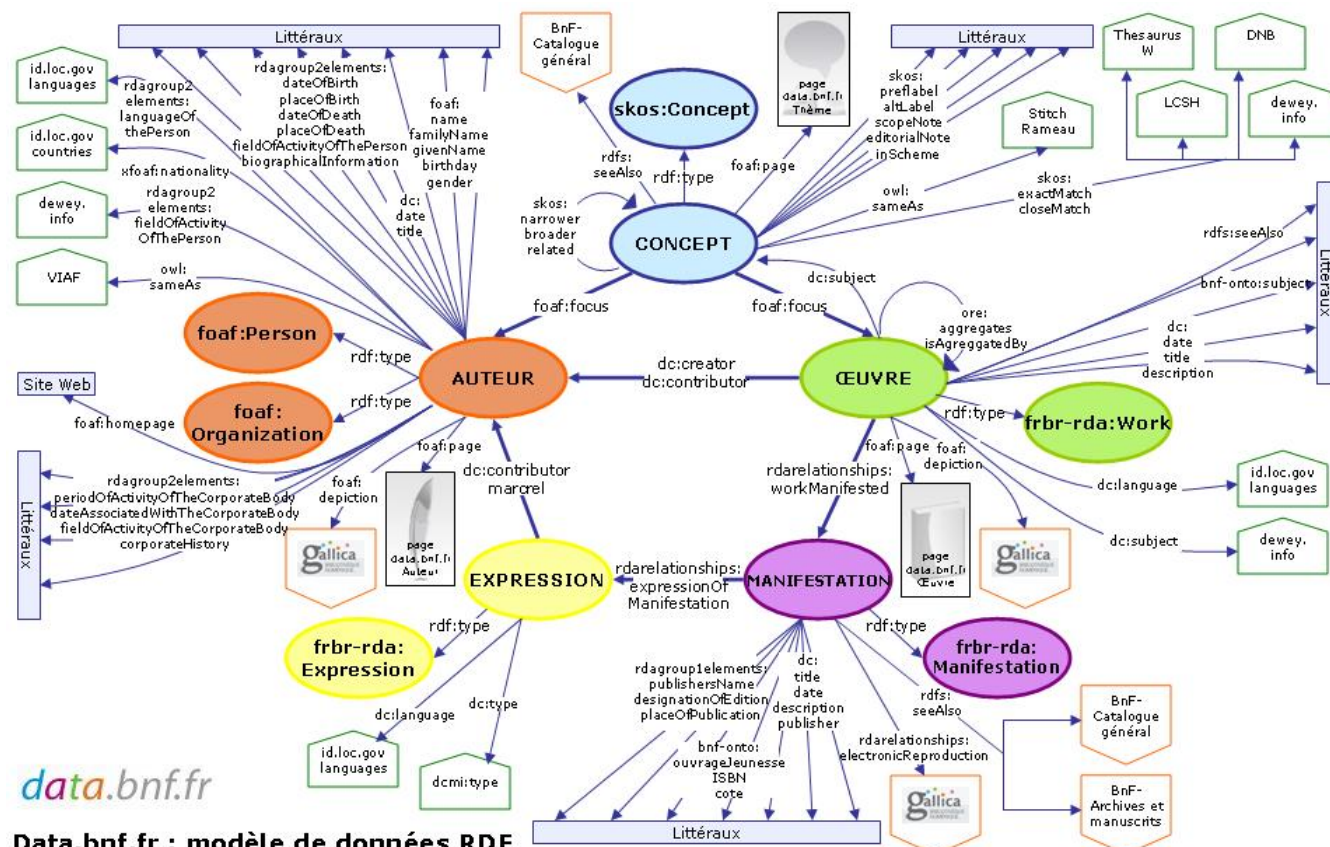 Littéraux
BnF-
Catalogue
général
page
data.bnf.fr
Thème
Littéraux
Thesaurus
W
DNB
LCSH
dewey.
info
id.loc.gov
languages
rdagroup2
elements:
languageOf
thePerson
rdagroup2elements:
dateOfBirth
placeOfBirth
dateOfDeath
placeOfDeath
fieldOfActivityOfThePerson
biographicalInformation
foaf:
name
familyName
givenName
birthday
gender
skos:Concept
skos:
preflabel
altLabel
scopeNote
editorialNote
inScheme
Stitch
Rameau
id.loc.gov
countries
xfoaf:nationality
rdfs:
seeAlso
rdf:type
foaf:page
owl:
sameAs
skos:
exactMatch
closeMatch
dewey.
info
rdagroup2
elements:
fieldOfActivity
OfThePerson
dc:
date
title
skos:
narrower
broader
related
CONCEPT
rdfs:seeAlso
Littéraux
VIAF
owl:
sameAs
dc:subject
bnf-onto:subject
foaf:focus
foaf:focus
ore:
aggregates
isAgreggatedBy
dc:
date
title
description
foaf:Person
rdf:type
AUTEUR
dc:creator
dc:contributor
ŒUVRE
Site Web
foaf:
Organization
rdf:type
rdf:type
frbr-rda:Work
foaf:homepage
Littéraux
rdagroup2elements:
periodOfActivityOfTheCorporateBody
dateAssociatedWithTheCorporateBody
fieldOfActivityOfTheCorporateBody
corporateHistory
foaf:
depiction
foaf:page
dc:contributor
marcrel
rdarelationships:
workManifested
foaf:page
foaf:
depiction
dc:language
id.loc.gov
languages
gallica
BIBLIOTHÈQUE
NUMÉRIQUE
page
data.bnf.fr
Auteur
page
data.bnf.fr
Œuvre
gallica
BIBLIOTHÈQUE
NUMÉRIQUE
dc:subject
dewey.
info
EXPRESSION
rdarelationships:
expressionOf
Manifestation
MANIFESTATION
frbr-rda:
Expression
rdf:type
rdf:type
frbr-rda:
Manifestation
dc:language
dc:type
rdagroup1elements:
publishersName
designationOfEdition
placeOfPublication
dc:
title
date
description
publisher
rdfs:
seeAlso
BnF-
Catalogue
général
id.loc.gov
languages
dcmi:type
bnf-onto:
ouvrageJeunesse
ISBN
cote
rdarelationships:
electronicReproduction
gallica
BIBLIOTHÈQUE
NUMÉRIQUE
BnF-
Archives et
manuscrits
Littéraux
data.bnf.fr
Data.bnf.fr : modèle de données RDF